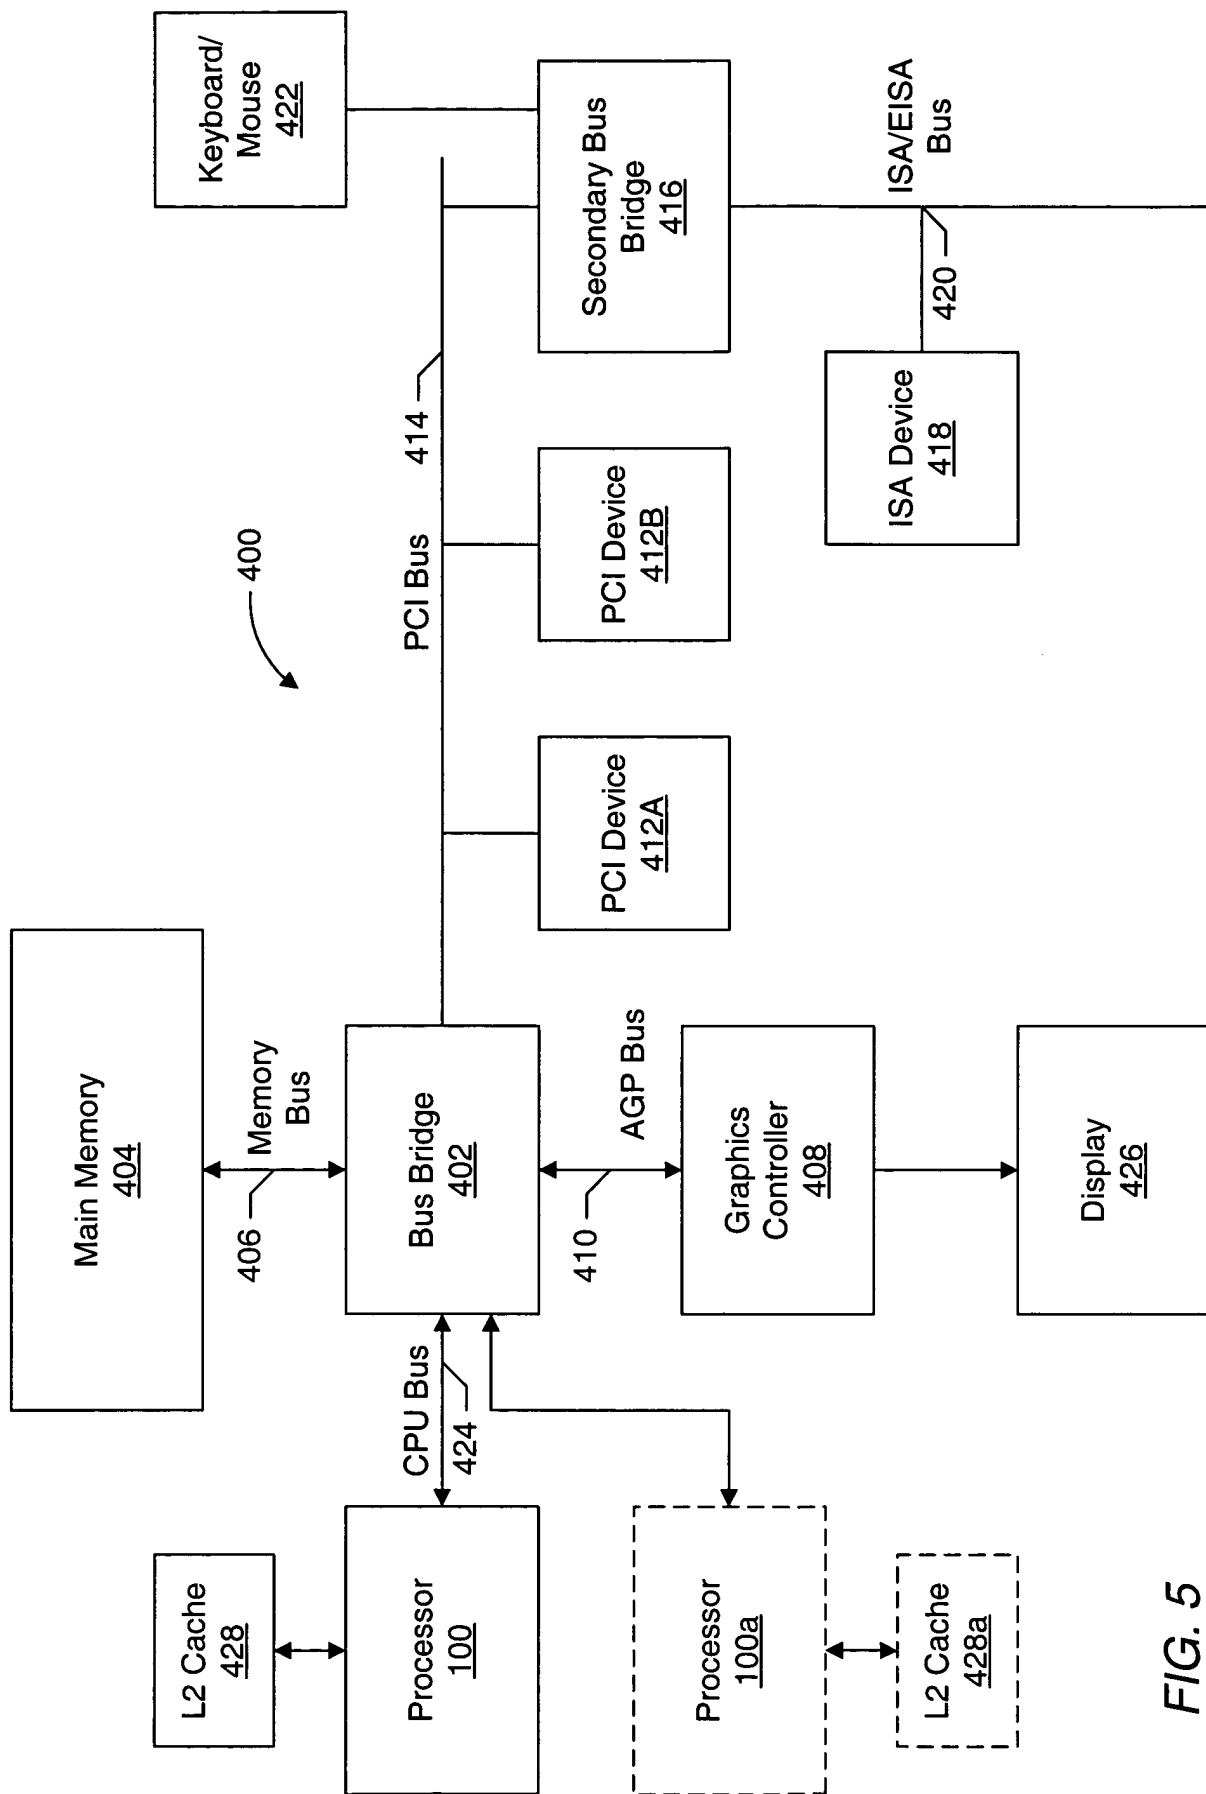 L2 Cache
428
Processor
100
Processor
100a
L2 Cache
428a
CPU Bus
424
Main Memory
404
406
Memory
Bus
Bus Bridge
402
410
AGP Bus
Graphics
Controller
408
Display
426
400
PCI Bus
414
PCI Device
412A
PCI Device
412B
Keyboard/
Mouse
422
Secondary Bus
Bridge
416
ISA Device
418
420
ISA/EISA
Bus
FIG. 5